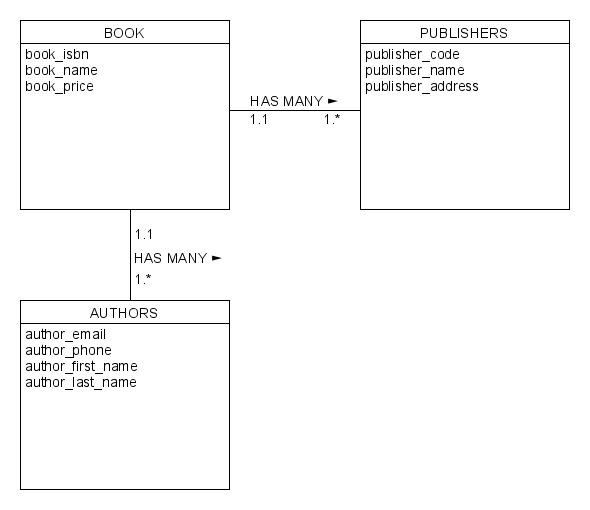 BOOK
book_isbn
book_name
book_price
PUBLISHERS
publisher_code
publisher_name
publisher_address
HAS MANY ►
1.1 1.*
1.1
HAS MANY ►
1.*
AUTHORS
author_email
author_phone
author_first_name
author_last_name